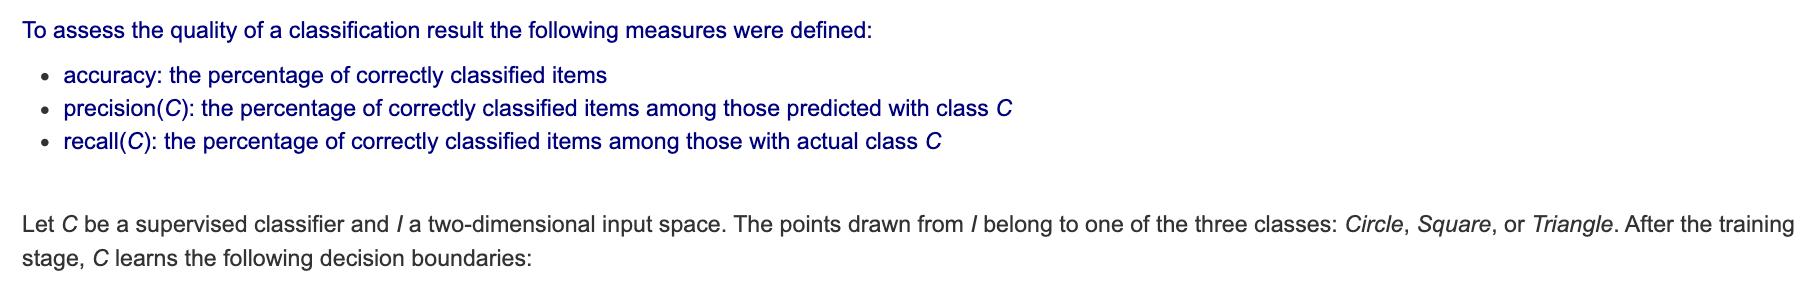 To assess the quality of a classification result the following measures were defined:
• accuracy: the percentage of correctly classified items
• precision(C): the percentage of correctly classified items among those predicted with class C
• recall(C): the percentage of correctly classified items among those with actual class C
Let C be a supervised classifier and I a two-dimensional input space. The points drawn from I belong to one of the three classes: Circle, Square, or Triangle. After the training
stage, C learns the following decision boundaries: